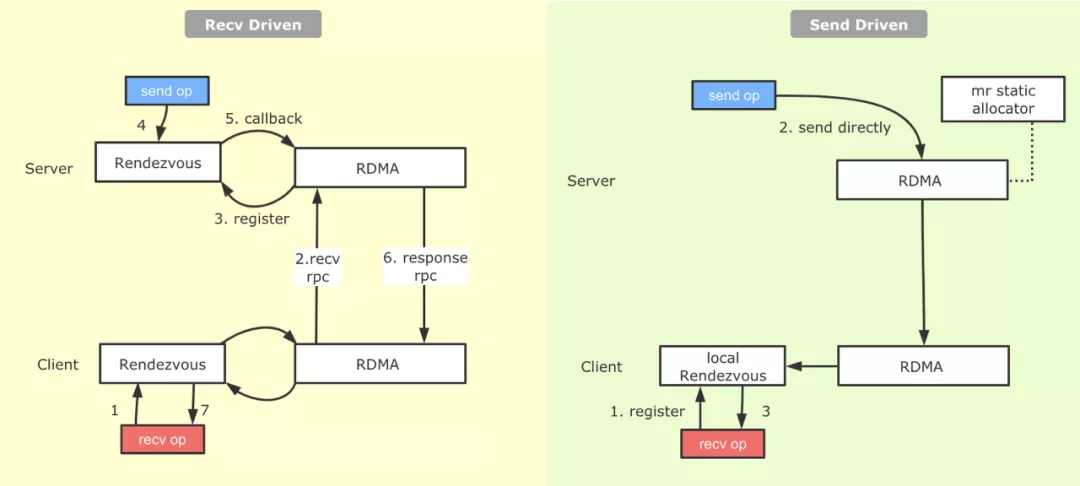 Recv Driven
send op
4
5. callback
Rendezvous
RDMA
Server
3. register
2.recv
rpc
6. response
rpc
Client
Rendezvous
RDMA
1
7
recv op
Send Driven
send op
mr static
allocator
2. send directly
Server
RDMA
Client
local
Rendezvous
RDMA
1. register
3
recv op